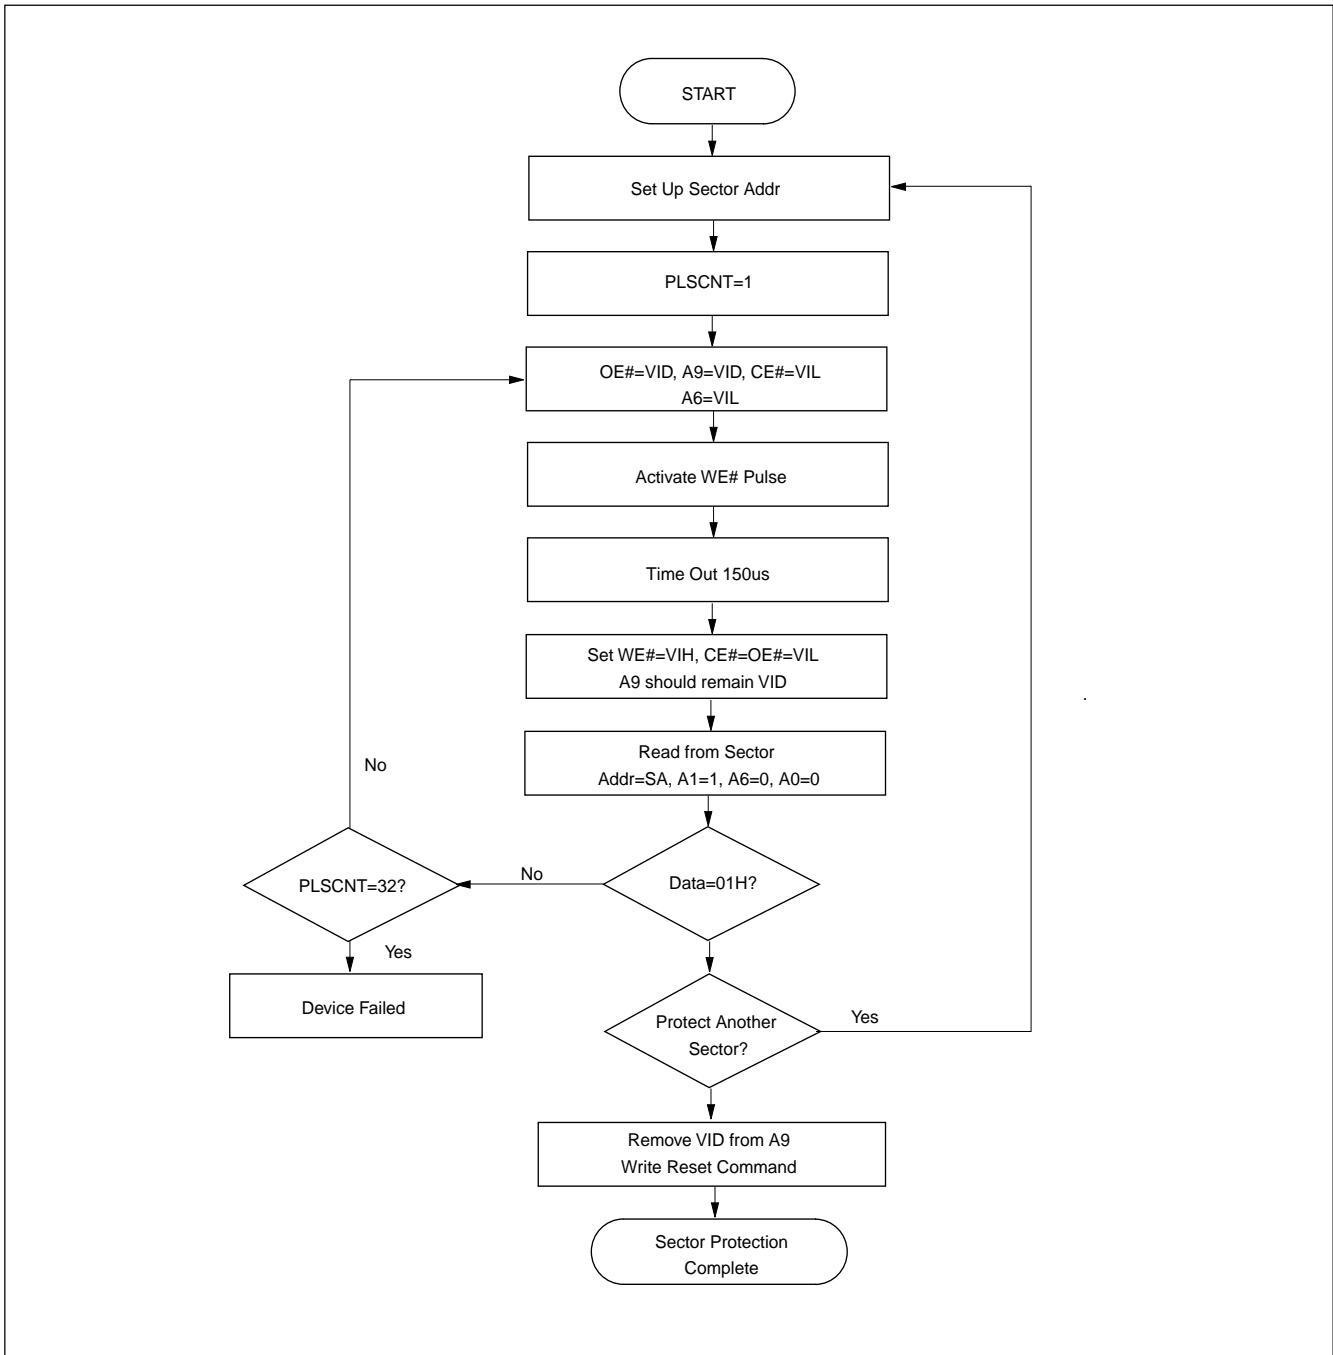 START
Set Up Sector Addr
PLSCNT=1
OE#=VID, A9=VID, CE#=VIL
A6=VIL
Activate WE# Pulse
Time Out 150us
Set WE#=VIH, CE#=OE#=VIL
A9 should remain VID
Read from Sector
Addr=SA, A1=1, A6=0, A0=0
No
PLSCNT=32?
No
Data=01H?
Yes
Device Failed
Protect Another
Sector?
Yes
Remove VID from A9
Write Reset Command
Sector Protection
Complete
.